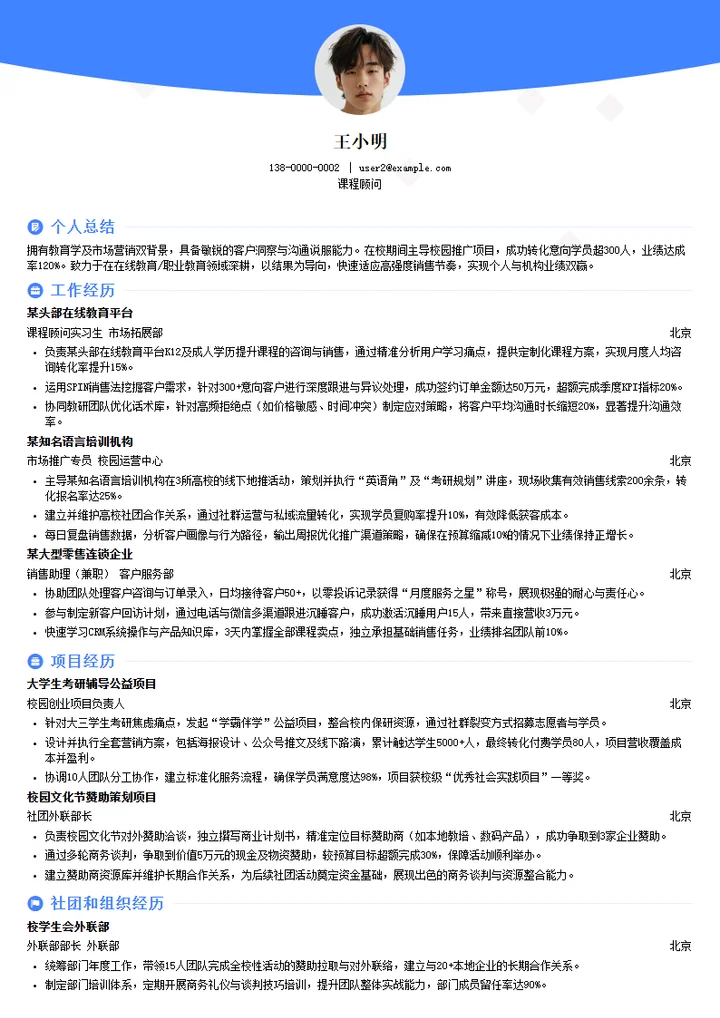 王小明
138-0000-0002 | user2@example.com
课程顾问
个人总结
拥有教育学及市场营销双背景，具备敏锐的客户洞察与沟通说服能力。在校期间主导校园推广项目，成功转化意向学员超300人，业绩达成
率120%。致力于在在线教育/职业教育领域深耕，以结果为导向，快速适应高强度销售节奏，实现个人与机构业绩双赢。
工作经历
某头部在线教育平台
课程顾问实习生 市场拓展部 北京
• 负责某头部在线教育平台K12及成人学历提升课程的咨询与销售，通过精准分析用户学习痛点，提供定制化课程方案，实现月度人均咨
询转化率提升15%。
• 运用SPIN销售法挖掘客户需求，针对300+意向客户进行深度跟进与异议处理，成功签约订单金额达50万元，超额完成季度KPI指标20%。
• 协同教研团队优化话术库，针对高频拒绝点（如价格敏感、时间冲突）制定应对策略，将客户平均沟通时长缩短20%，显著提升沟通效
率。
某知名语言培训机构
市场推广专员 校园运营中心 北京
• 主导某知名语言培训机构在3所高校的线下地推活动，策划并执行“英语角”及“考研规划”讲座，现场收集有效销售线索200余条，转
化报名率达25%。
• 建立并维护高校社团合作关系，通过社群运营与私域流量转化，实现学员复购率提升10%，有效降低获客成本。
• 每日复盘销售数据，分析客户画像与行为路径，输出周报优化推广渠道策略，确保在预算缩减10%的情况下业绩保持正增长。
某大型零售连锁企业
销售助理（兼职） 客户服务部 北京
• 协助团队处理客户咨询与订单录入，日均接待客户50+，以零投诉记录获得“月度服务之星”称号，展现极强的耐心与责任心。
• 参与制定新客户回访计划，通过电话与微信多渠道跟进沉睡客户，成功激活沉睡用户15人，带来直接营收3万元。
• 快速学习CRM系统操作与产品知识库，3天内掌握全部课程卖点，独立承担基础销售任务，业绩排名团队前10%。
项目经历
大学生考研辅导公益项目
校园创业项目负责人 北京
• 针对大三学生考研焦虑痛点，发起“学霸伴学”公益项目，整合校内保研资源，通过社群裂变方式招募志愿者与学员。
• 设计并执行全套营销方案，包括海报设计、公众号推文及线下路演，累计触达学生5000+人，最终转化付费学员80人，项目营收覆盖成
本并盈利。
• 协调10人团队分工协作，建立标准化服务流程，确保学员满意度达98%，项目获校级“优秀社会实践项目”一等奖。
校园文化节赞助策划项目
社团外联部长 北京
• 负责校园文化节对外赞助洽谈，独立撰写商业计划书，精准定位目标赞助商（如本地教培、数码产品），成功争取到3家企业赞助。
• 通过多轮商务谈判，争取到价值5万元的现金及物资赞助，较预算目标超额完成30%，保障活动顺利举办。
• 建立赞助商资源库并维护长期合作关系，为后续社团活动奠定资金基础，展现出色的商务谈判与资源整合能力。
社团和组织经历
校学生会外联部
外联部部长 外联部 北京
• 统筹部门年度工作，带领15人团队完成全校性活动的赞助拉取与对外联络，建立与20+本地企业的长期合作关系。
• 制定部门培训体系，定期开展商务礼仪与谈判技巧培训，提升团队整体实战能力，部门成员留任率达90%。